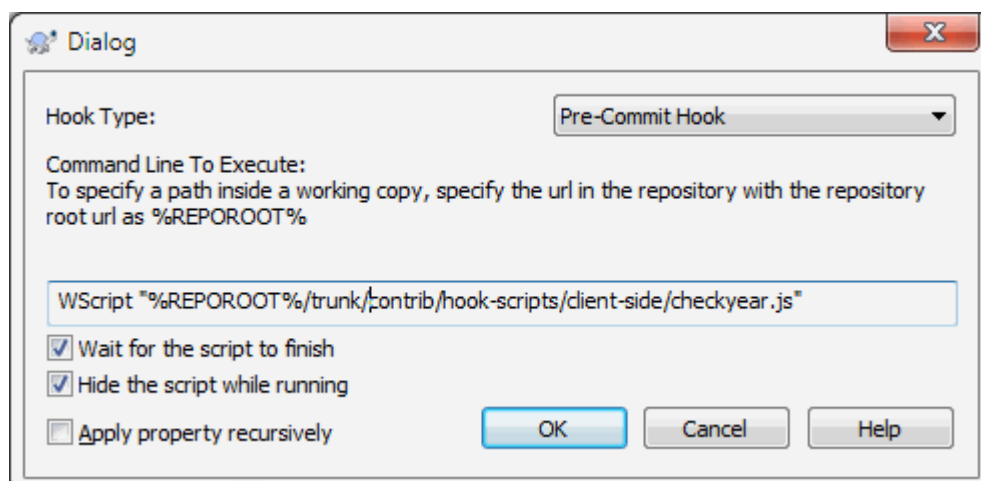 Dialog
Hook Type:
Pre-Commit Hook
Command Line To Execute:
To specify a path inside a working copy, specify the url in the repository with the repository
root url as %REPOROOT%
WScript "%REPOROOT%/trunk/contrib/hook-scripts/client-side/checkyear.js"
Wait for the script to finish
Hide the script while running
Apply property recursively
OK
Cancel
Help